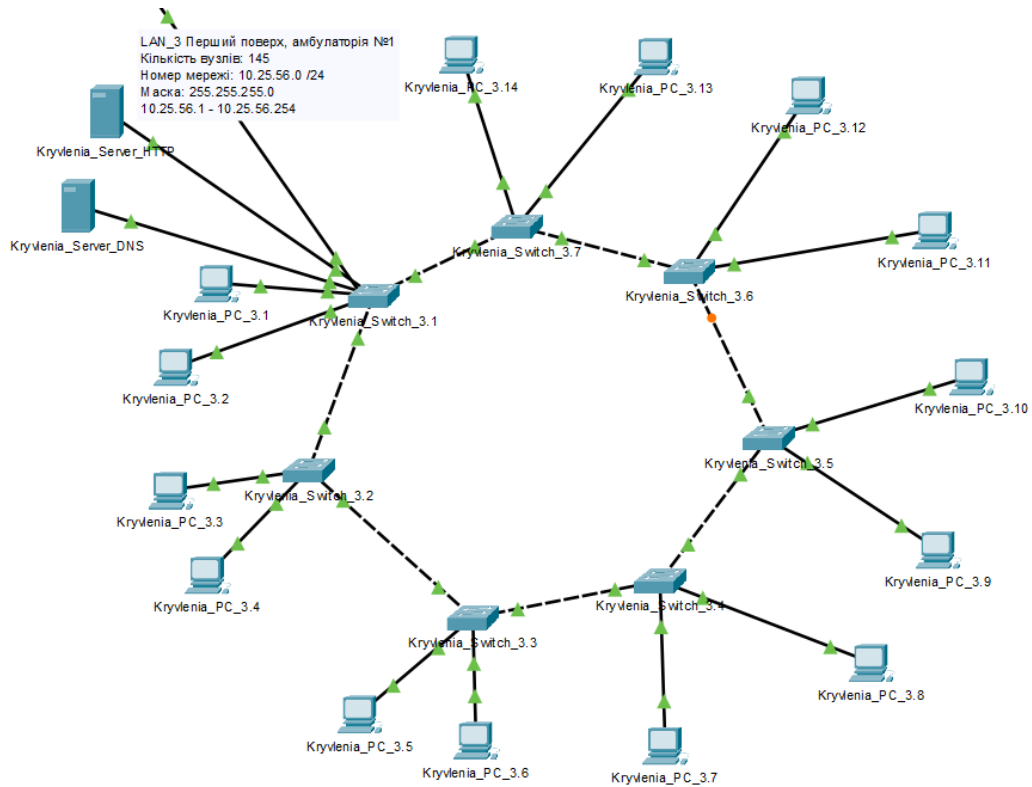 LAN_3 Перший поверх, амбулаторія №1
Кількість вузлів: 145
Номер мережі: 10.25.56.0 /24
Маска: 255.255.255.0
10.25.56.1 - 10.25.56.254
Kryvlenia_PC_3.14
Kryvlenia_PC_3.13
Kryvlenia_PC_3.12
Kryvlenia_Server_HTTP
Kryvlenia_Server_DNS
Kryvlenia_Switch_3.7
Kryvlenia_PC_3.11
Kryvlenia_Switch_3.6
Kryvlenia_PC_3.1
Kryvlenia_Switch_3.1
Kryvlenia_PC_3.2
Kryvlenia_PC_3.10
Kryvlenia_Switch_3.5
Kryvlenia_Switch_3.2
Kryvlenia_PC_3.3
Kryvlenia_PC_3.9
Kryvlenia_PC_3.4
Kryvlenia_Switch_3.4
Kryvlenia_Switch_3.3
Kryvlenia_PC_3.8
Kryvlenia_PC_3.5
Kryvlenia_PC_3.6
Kryvlenia_PC_3.7